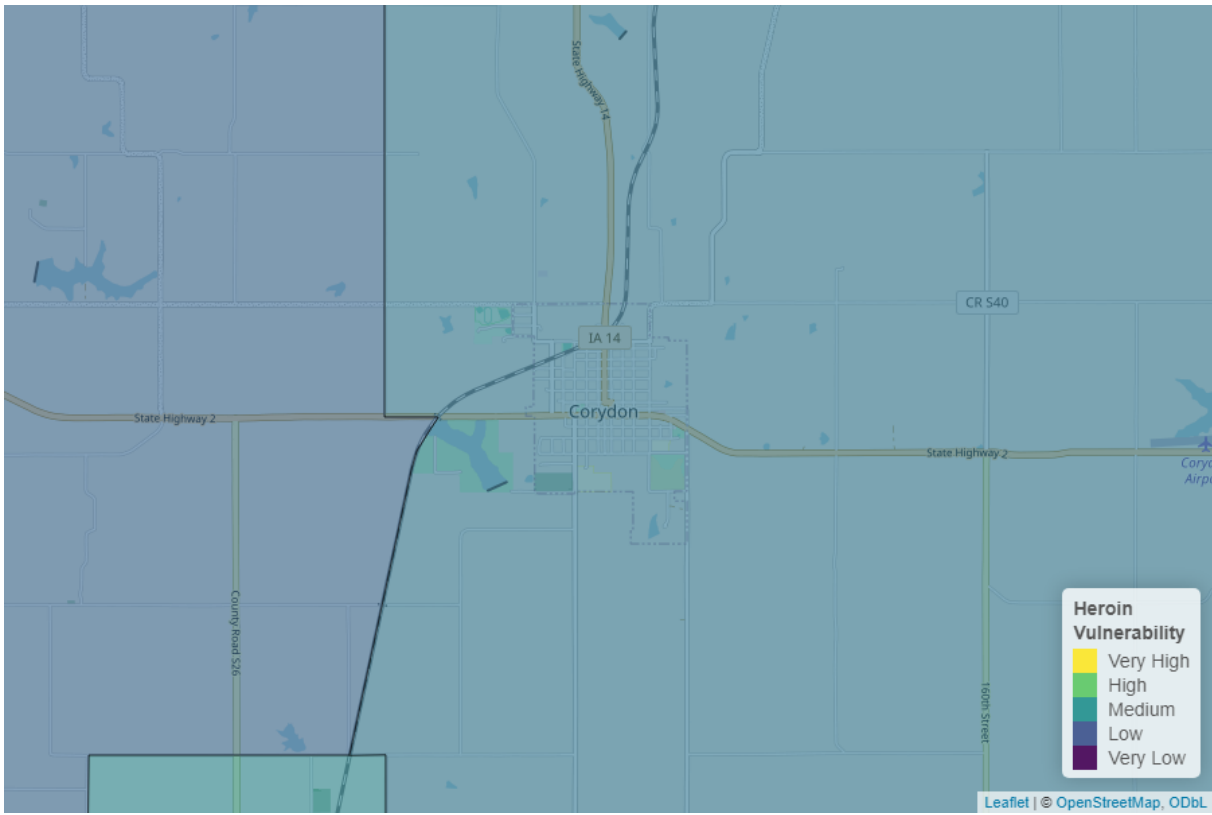 State Highway 14
CR S40
IA 14
Corydon
State Highway 2
State Highway 2
County Road S26
160th Street
Heroin
Vulnerability
Very High
High
Medium
Low
Very Low
Leaflet | © OpenStreetMap, ODbL